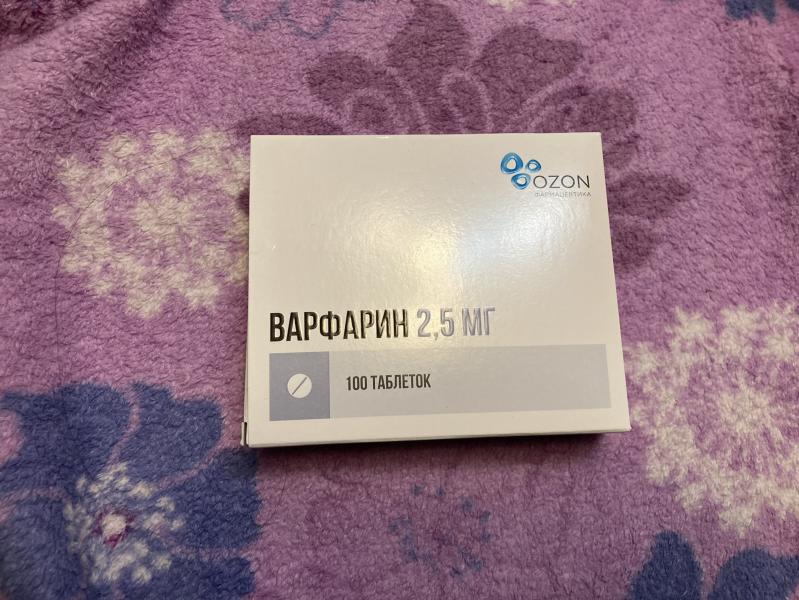 OZON
ФАРМАЦЕВТИКА
ВАРФАРИН 2,5 МГ
100 ТАБЛЕТОК